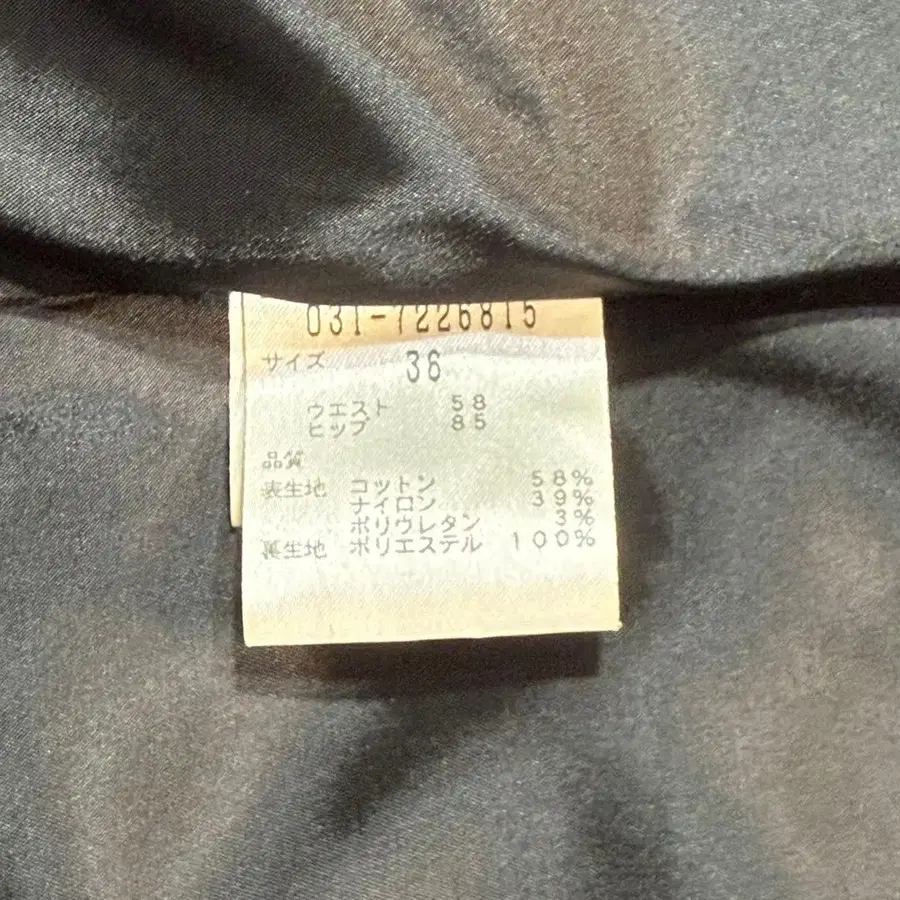 031-7226815
サイズ 36
ウエスト 58
ヒップ 85
品質
表生地 コットン 58%
ナイロン 39%
ポリウレタン 3%
裏生地 ポリエステル 100%